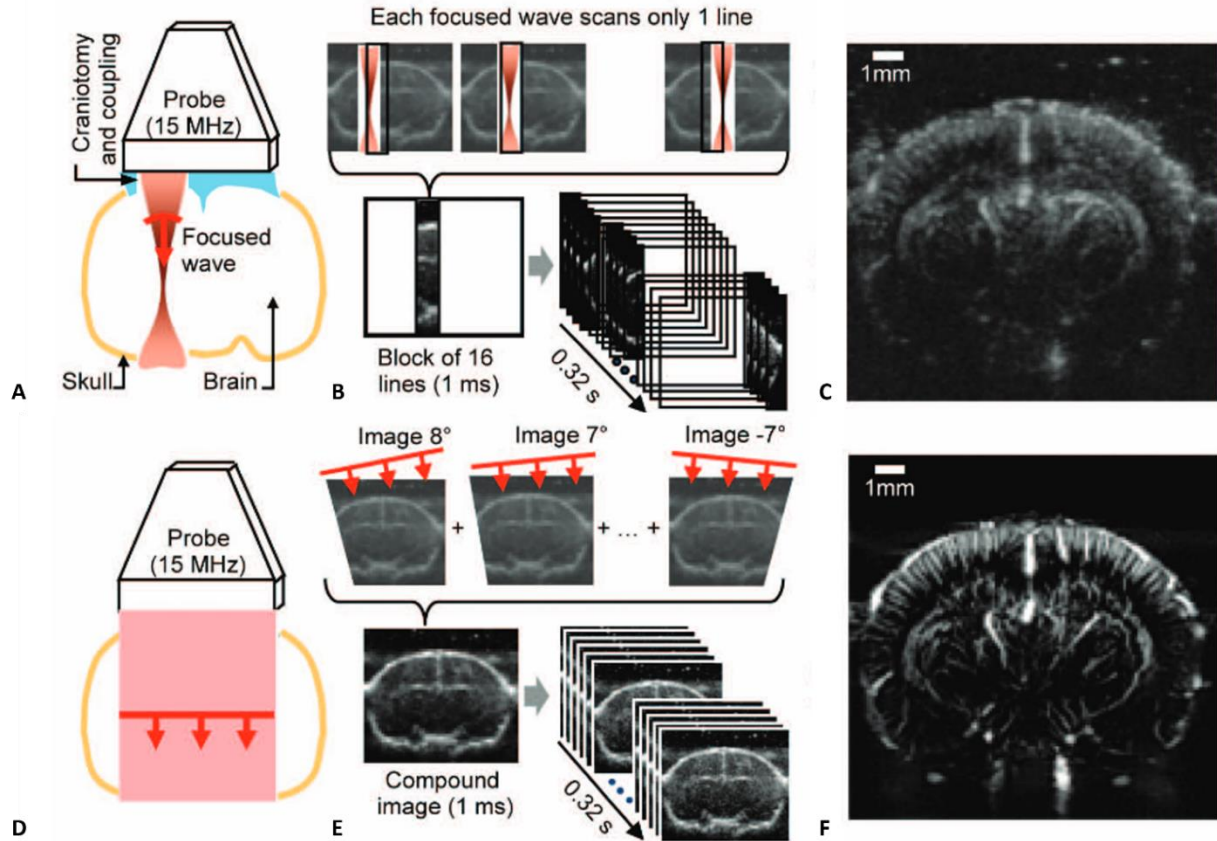 Craniotomy
and coupling
Probe
(15 MHz)
Focused
wave
Skull
Brain
A
Each focused wave scans only 1 line
Block of 16
lines (1 ms)
0.32 s
B
1mm
C
Probe
(15 MHz)
D
Image 8°
Image 7°
Image -7°
+
+ ... +
Compound
image (1 ms)
0.32 s
E
1mm
F